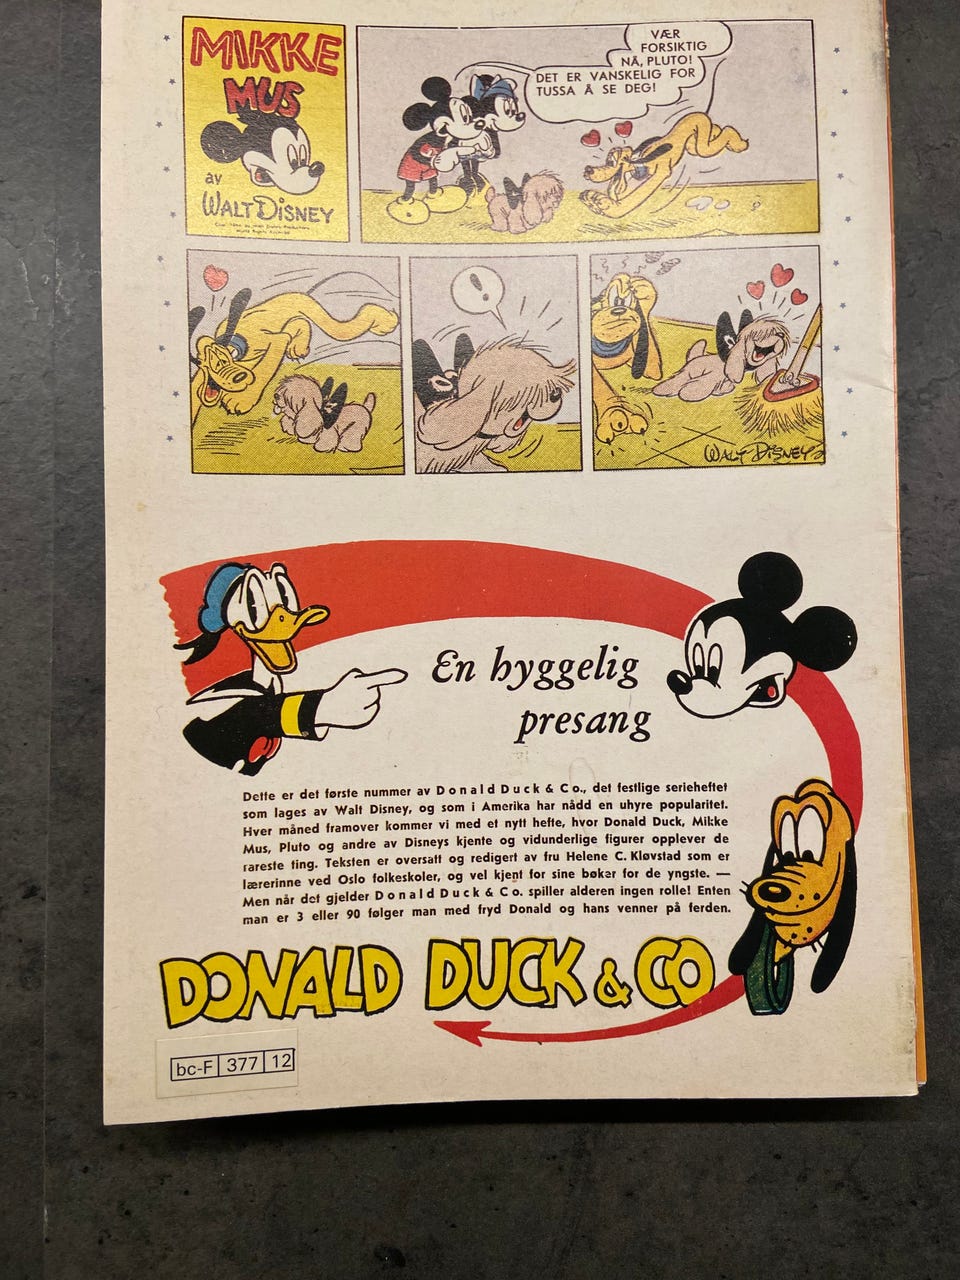 MIKKE
MUS
av
WALT DISNEY
VÆR
FORSIKTIG
NÅ, PLUTO!
DET ER VANSKELIG FOR
TUSSA Å SE DEG!
!
WALT DISNEY
En hyggelig
presang
Dette er det første nummer av Donald Duck & Co., det festlige serieheftet
som lages av Walt Disney, og som i Amerika har nådd en uhyre popularitet.
Hver måned framover kommer vi med et nytt hefte, hvor Donald Duck, Mikke
Mus, Pluto og andre av Disneys kjente og vidunderlige figurer opplever de
rareste ting. Teksten er oversatt og redigert av fru Helene C. Kløvstad som er
lærerinne ved Oslo folkeskoler, og vel kjent for sine bøker for de yngste. —
Men når det gjelder Donald Duck & Co. spiller alderen ingen rolle! Enten
man er 3 eller 90 følger man med fryd Donald og hans venner på ferden.
DONALD DUCK & CO
bc-F 377 12